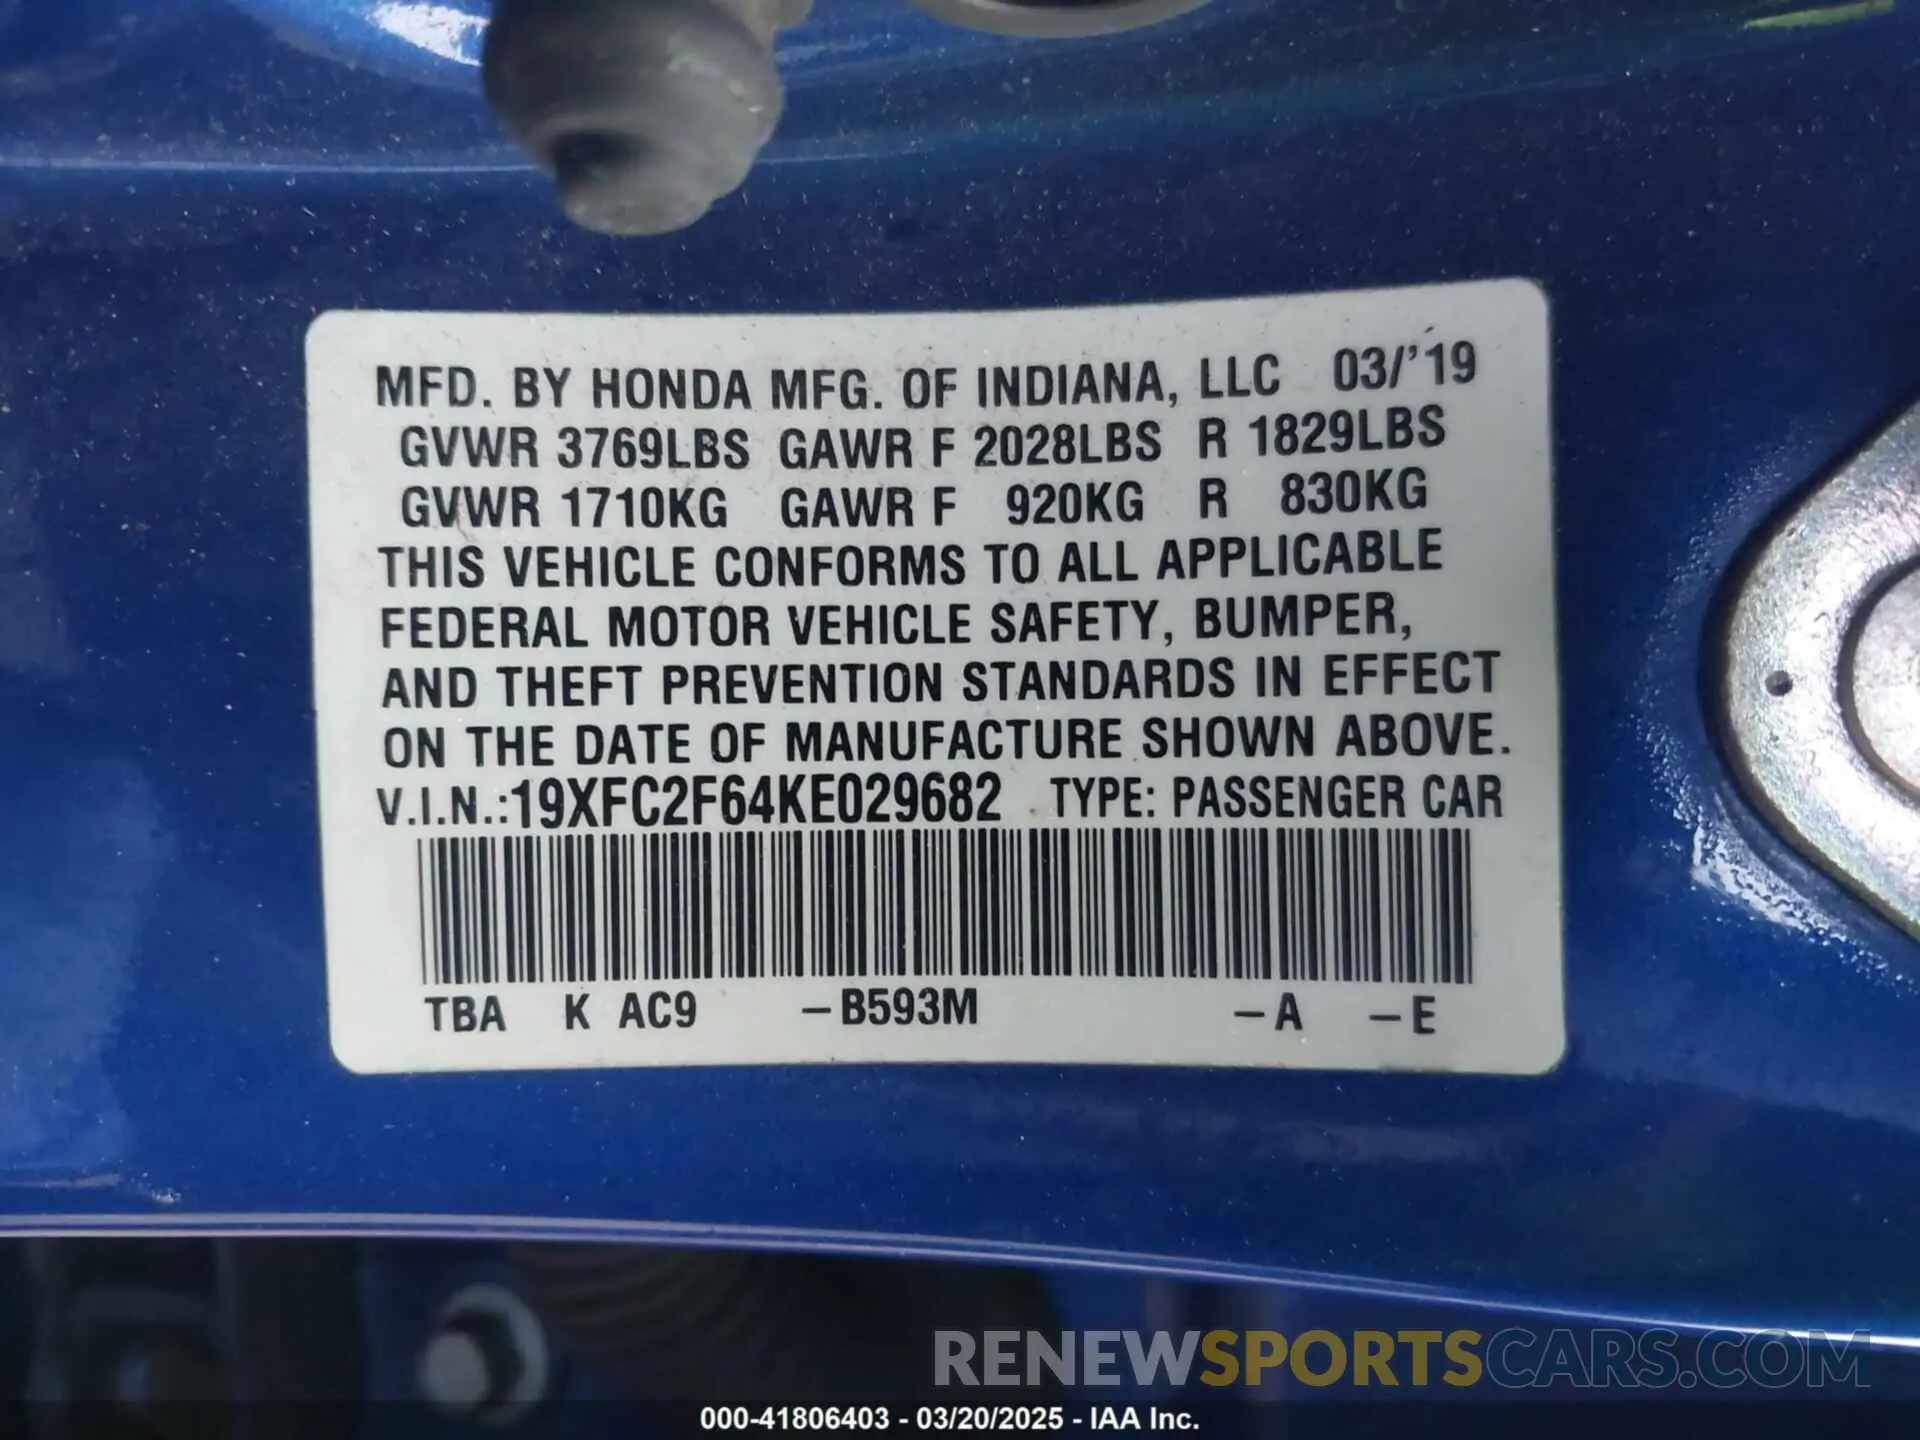 MFD. BY HONDA MFG. OF INDIANA, LLC 03/'19
GVWR 3769LBS GAWR F 2028LBS R 1829LBS
GVWR 1710KG GAWR F 920KG R 830KG
THIS VEHICLE CONFORMS TO ALL APPLICABLE
FEDERAL MOTOR VEHICLE SAFETY, BUMPER,
AND THEFT PREVENTION STANDARDS IN EFFECT
ON THE DATE OF MANUFACTURE SHOWN ABOVE.
V.I.N.:19XFC2F64KE029682 TYPE: PASSENGER CAR
TBA K AC9 –B593M –A –E
RENEWSPORTSCARS.COM
000-41806403 - 03/20/2025 - IAA Inc.